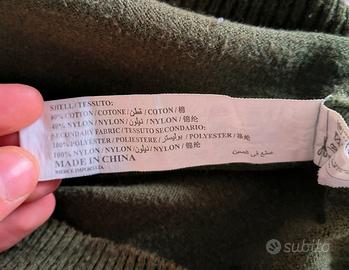 SHELL/TESSUTO:
60% COTTON/COTONE/قطن/COTON/棉
40% NYLON/NYLON/نايلون/NYLON/锦纶
SECONDARY FABRIC/TESSUTO SECONDARIO:
100% POLYESTER/POLIESTERE/بوليستر/POLYESTER/
100% NYLON/NYLON/نايلون/NYLON/锦纶
MADE IN CHINA
صنع في الصين
subito